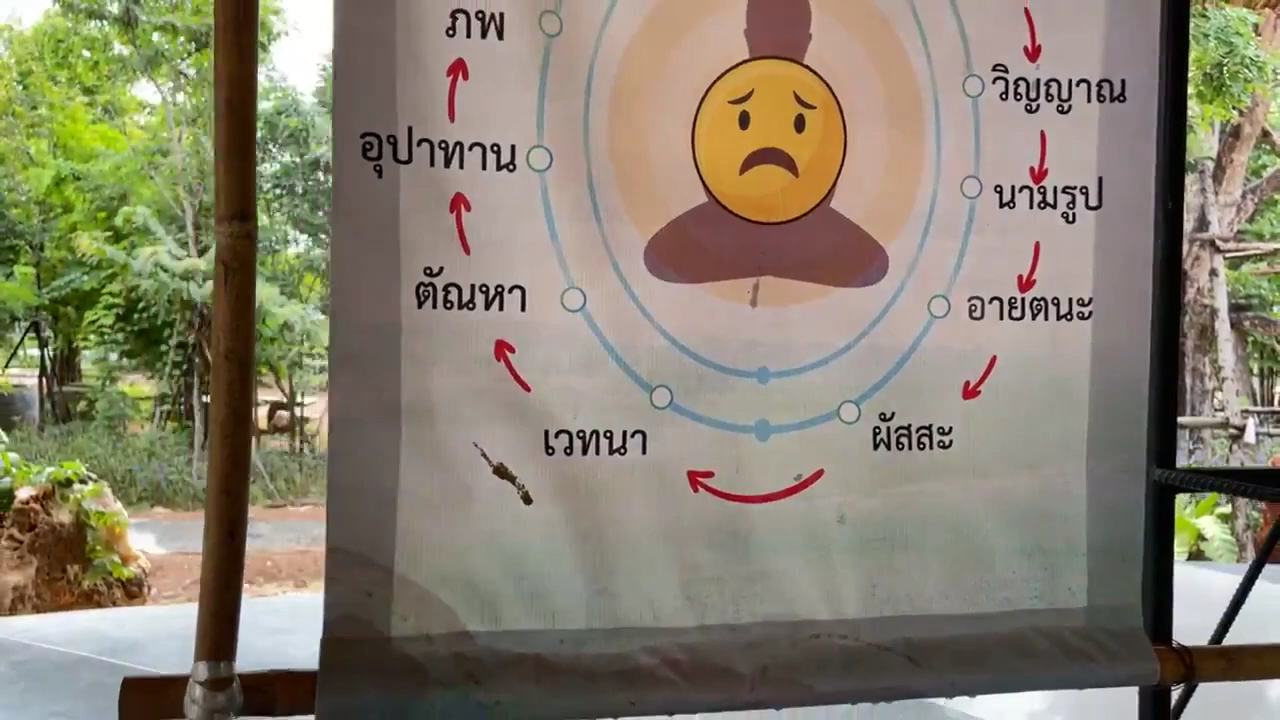 ภพ
วิญญาณ
อุปาทาน
นามรูป
ตัณหา
อายตนะ
เวทนา
ผัสสะ